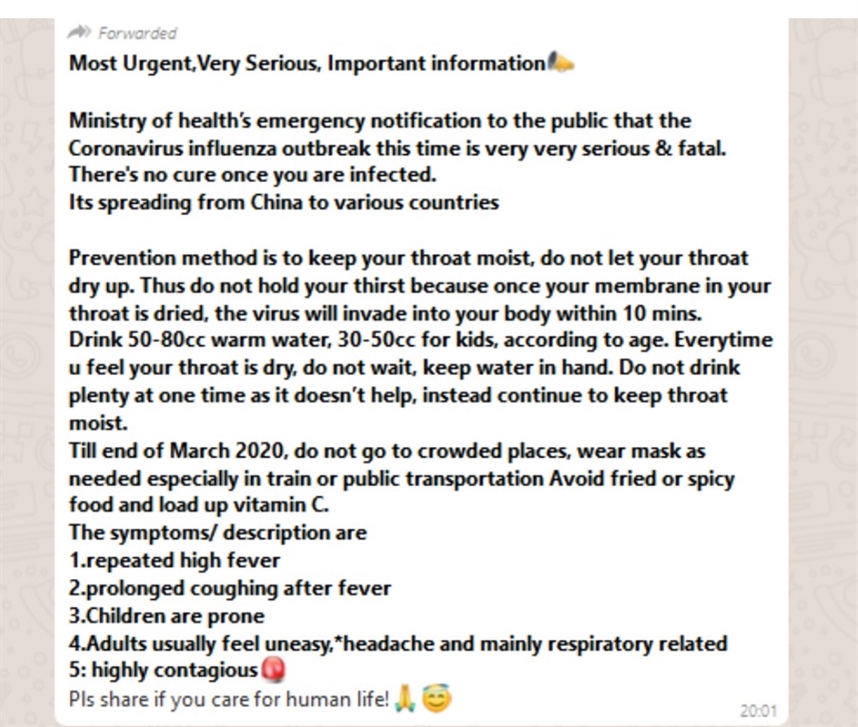 Forwarded
Most Urgent,Very Serious, Important information
Ministry of health's emergency notification to the public that the
Coronavirus influenza outbreak this time is very very serious & fatal.
There's no cure once you are infected.
Its spreading from China to various countries
Prevention method is to keep your throat moist, do not let your throat
dry up. Thus do not hold your thirst because once your membrane in your
throat is dried, the virus will invade into your body within 10 mins.
Drink 50-80cc warm water, 30-50cc for kids, according to age. Everytime
u feel your throat is dry, do not wait, keep water in hand. Do not drink
plenty at one time as it doesn't help, instead continue to keep throat
moist.
Till end of March 2020, do not go to crowded places, wear mask as
needed especially in train or public transportation Avoid fried or spicy
food and load up vitamin C.
The symptoms/ description are
1.repeated high fever
2.prolonged coughing after fever
3.Children are prone
4.Adults usually feel uneasy,*headache and mainly respiratory related
5: highly contagious
Pls share if you care for human life!
20:01